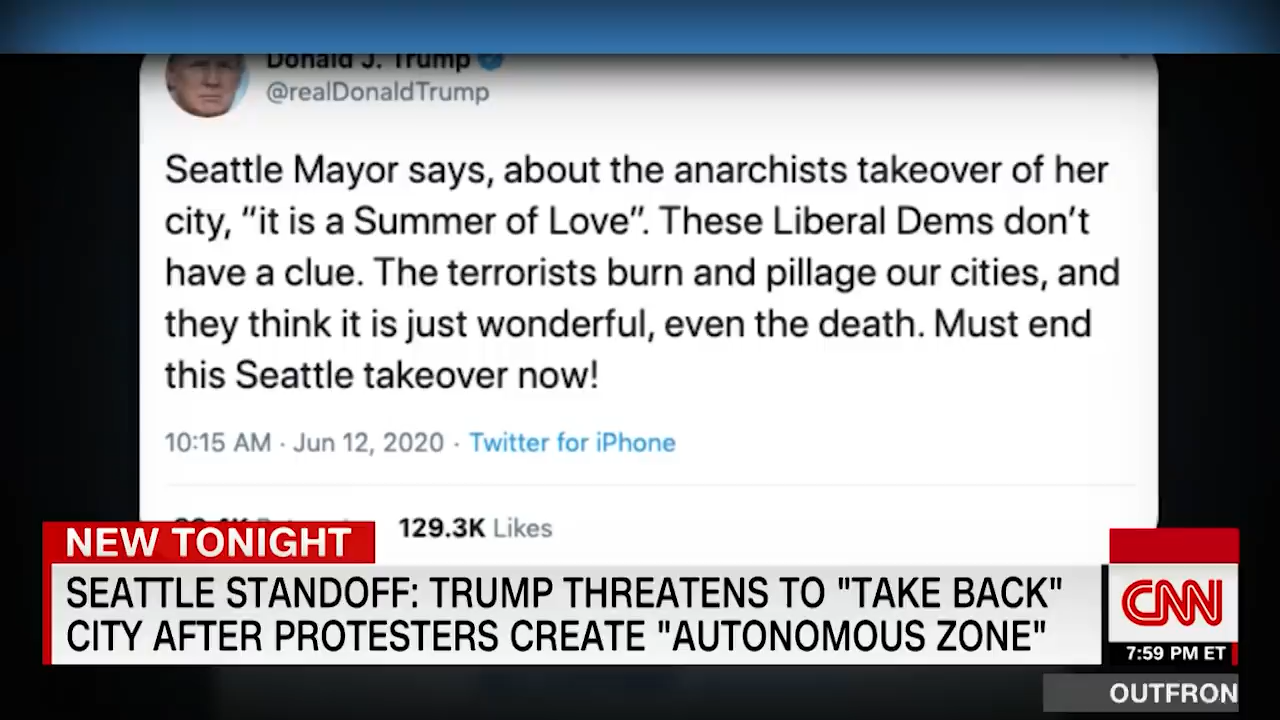 Donald J. Trump
@realDonaldTrump
Seattle Mayor says, about the anarchists takeover of her
city, “it is a Summer of Love”. These Liberal Dems don’t
have a clue. The terrorists burn and pillage our cities, and
they think it is just wonderful, even the death. Must end
this Seattle takeover now!
10:15 AM · Jun 12, 2020 · Twitter for iPhone
129.3K Likes
NEW TONIGHT
SEATTLE STANDOFF: TRUMP THREATENS TO "TAKE BACK"
CITY AFTER PROTESTERS CREATE "AUTONOMOUS ZONE"
CNN
7:59 PM ET
OUTFRON